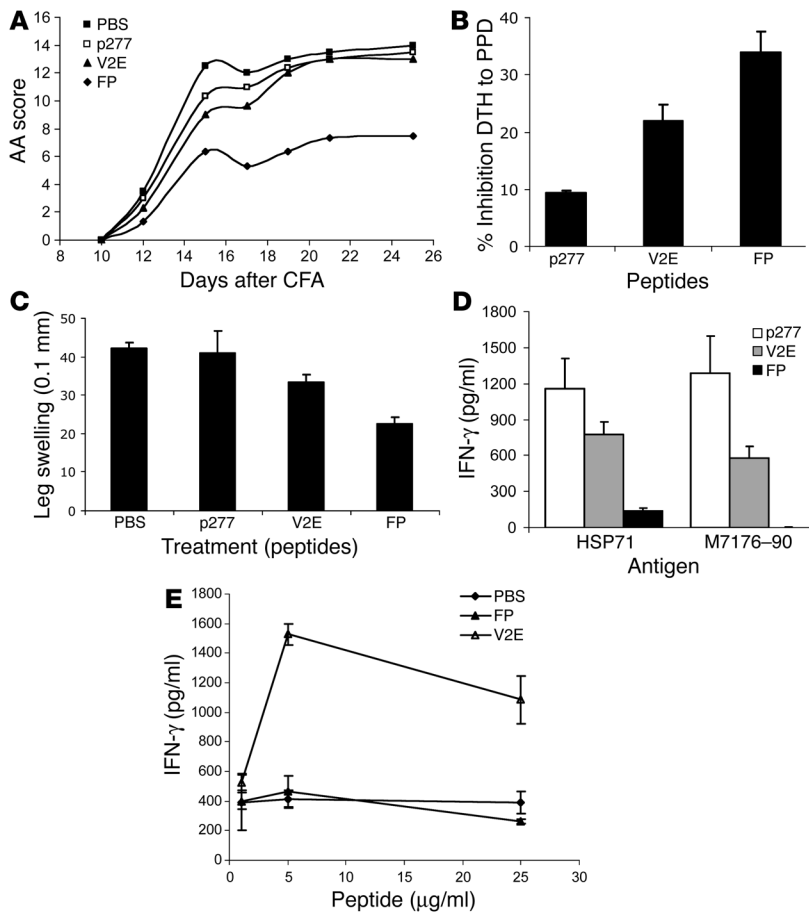 A
AA score
16
14
12
10
8
6
4
2
0
PBS
p277
V2E
FP
8 10 12 14 16 18 20 22 24 26
Days after CFA
B
% Inhibition DTH to PPD
40
30
20
10
0
p277 V2E FP
Peptides
C
Leg swelling (0.1 mm)
50
40
30
20
10
0
PBS p277 V2E FP
Treatment (peptides)
D
IFN-γ (pg/ml)
1800
1500
1200
900
600
300
0
p277
V2E
FP
HSP71 M7176–90
Antigen
E
IFN-γ (pg/ml)
1800
1600
1400
1200
1000
800
600
400
200
0
PBS
FP
V2E
0 5 10 15 20 25 30
Peptide (μg/ml)